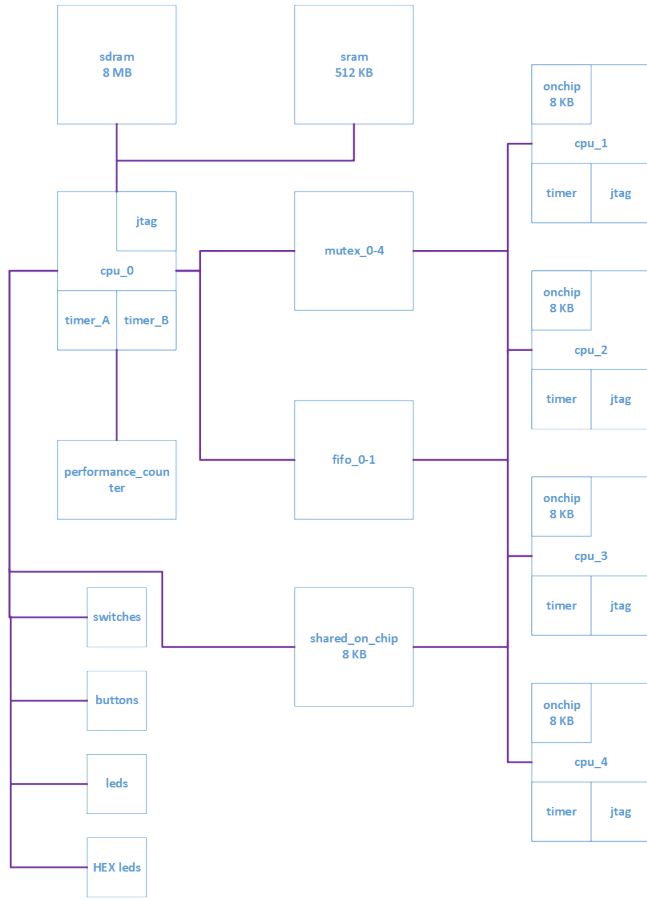 sdram
8 MB
sram
512 KB
onchip
8 KB
cpu_1
timer
jtag
jtag
cpu_0
timer_A
timer_B
mutex_0-4
onchip
8 KB
cpu_2
timer
jtag
performance_coun
ter
fifo_0-1
onchip
8 KB
cpu_3
timer
jtag
switches
shared_on_chip
8 KB
buttons
onchip
8 KB
cpu_4
timer
jtag
leds
HEX leds